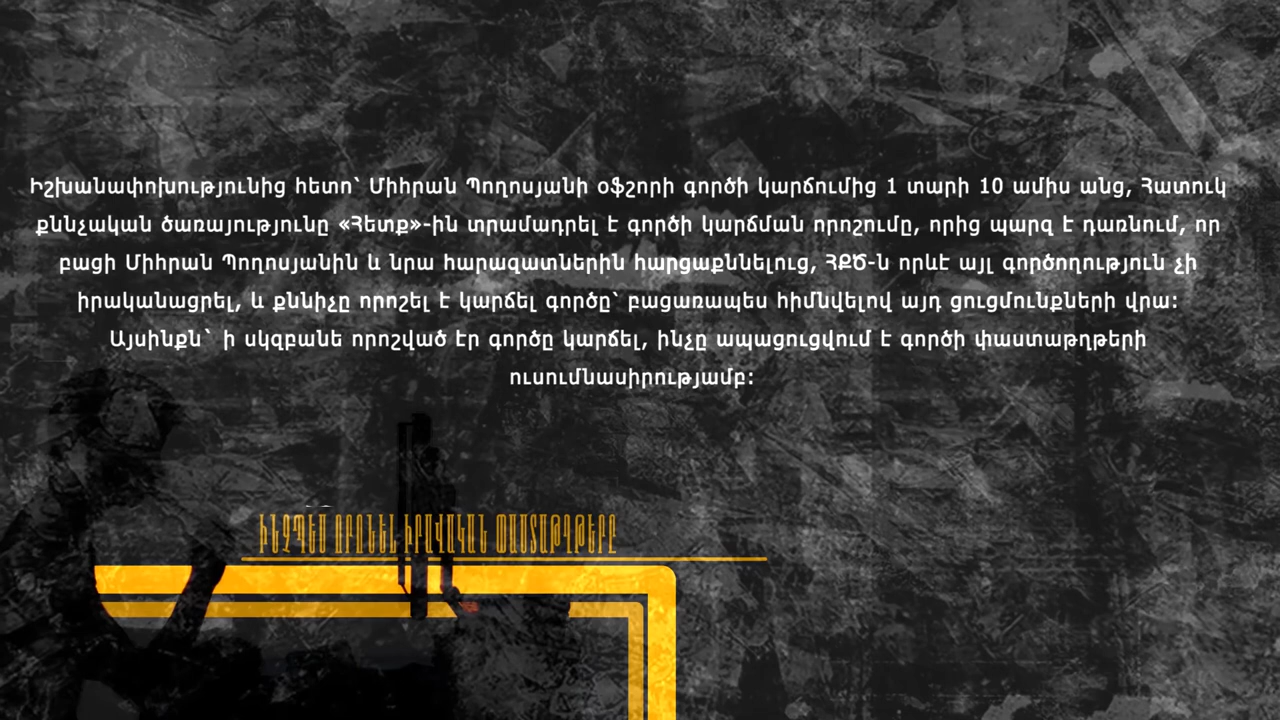 Իշխանափոխությունից հետո՝ Միհրան Պողոսյանի օֆշորի գործի կարճումից 1 տարի 10 ամիս անց, Հատուկ
քննչական ծառայությունը «Հետք»-ին տրամադրել է գործի կարճման որոշումը, որից պարզ է դառնում, որ
բացի Միհրան Պողոսյանին և նրա հարազատներին հարցաքննելուց, ՀՔԾ-ն որևէ այլ գործողություն չի
իրականացրել, և քննիչը որոշել է կարճել գործը՝ բացառապես հիմնվելով այդ ցուցմունքների վրա։
Այսինքն՝ ի սկզբանե որոշված էր գործը կարճել, ինչը ապացուցվում է գործի փաստաթղթերի
ուսումնասիրությամբ։
ԻՆՉՊԵՍ ՈՐՈՆԵԼ ԻՐԱՎԱԿԱՆ ՓԱՍՏԱԹՂԹԵՐԸ